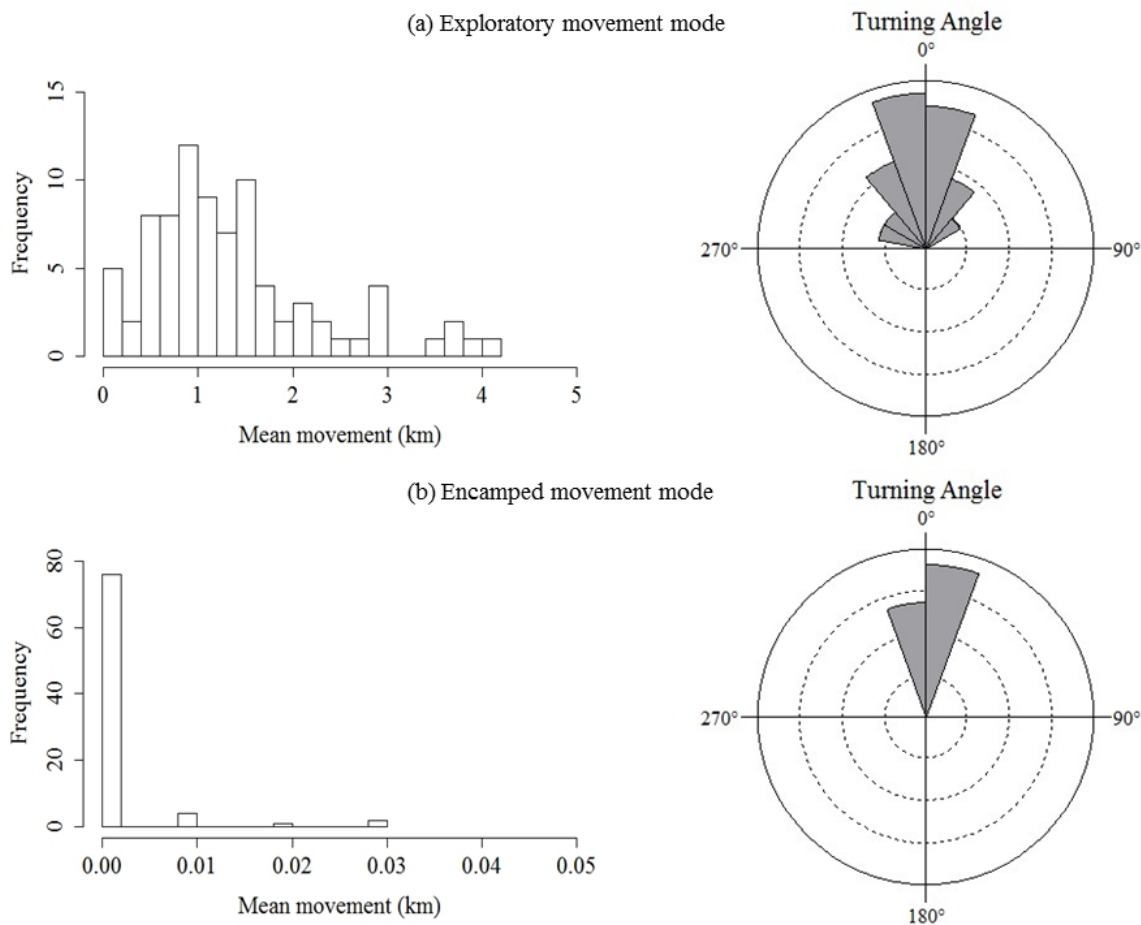 (a) Exploratory movement mode
Turning Angle
0°
15
10
5
0
Frequency
0 1 2 3 4 5
Mean movement (km)
270°
90°
180°
(b) Encamped movement mode
Turning Angle
0°
80
60
40
20
0
Frequency
0.00 0.01 0.02 0.03 0.04 0.05
Mean movement (km)
270°
90°
180°